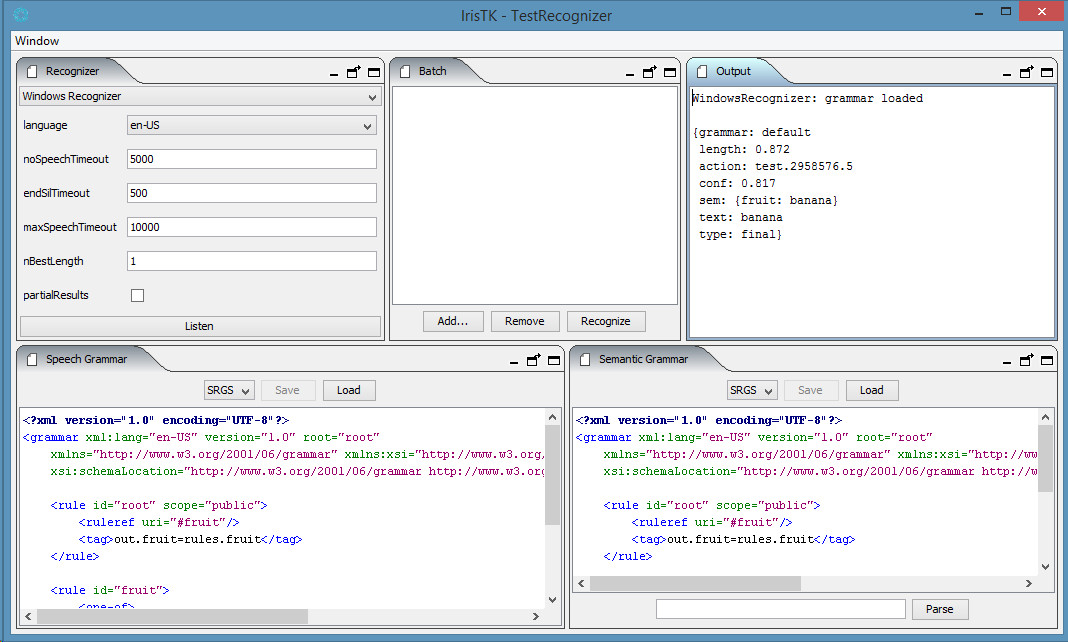 IrisTK - TestRecognizer
Window
Recognizer
Windows Recognizer
language
en-US
noSpeechTimeout
5000
endSilTimeout
500
maxSpeechTimeout
10000
nBestLength
1
partialResults
Listen
Batch
Add...
Remove
Recognize
Output
WindowsRecognizer: grammar loaded
{grammar: default
length: 0.872
action: test.2958576.5
conf: 0.817
sem: {fruit: banana}
text: banana
type: final}
Speech Grammar
SRGS
Save
Load
<?xml version="1.0" encoding="UTF-8"?>
<grammar xml:lang="en-US" version="1.0" root="root"
xmlns="http://www.w3.org/2001/06/grammar" xmlns:xsi="http://www.w3.org,
xsi:schemaLocation="http://www.w3.org/2001/06/grammar http://www.w3.org
<rule id="root" scope="public">
<ruleref uri="#fruit"/>
<tag>out.fruit=rules.fruit</tag>
</rule>
<rule id="fruit">
<one-of>
Semantic Grammar
SRGS
Save
Load
<?xml version="1.0" encoding="UTF-8"?>
<grammar xml:lang="en-US" version="1.0" root="root"
xmlns="http://www.w3.org/2001/06/grammar" xmlns:xsi="http://ww
xsi:schemaLocation="http://www.w3.org/2001/06/grammar http://w
<rule id="root" scope="public">
<ruleref uri="#fruit"/>
<tag>out.fruit=rules.fruit</tag>
</rule>
Parse